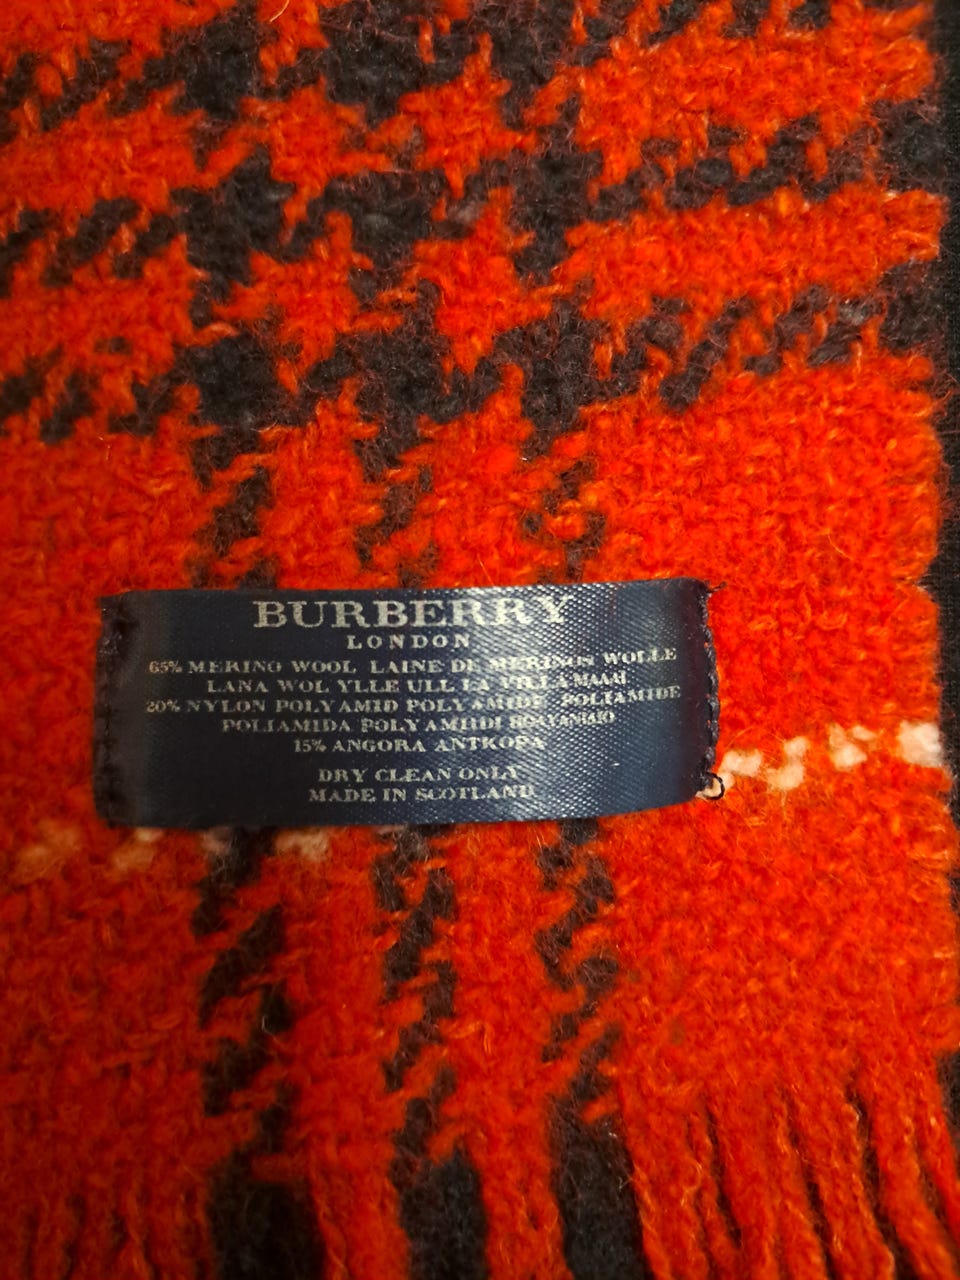 BURBERRY
LONDON
65% MERINO WOOL LAINE DE MERINOS WOLLE
LANA WOL YLLE ULL LA VILLA MAAAI
20% NYLON POLYAMID POLYAMIDE POLIAMIDE
POLIAMIDA POLYAMIIDI
15% ANGORA ANTKOPA
DRY CLEAN ONLY
MADE IN SCOTLAND